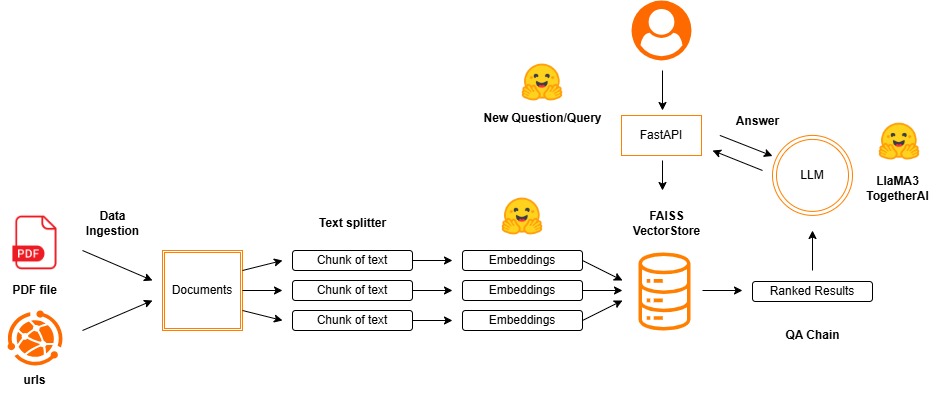 New Question/Query
FastAPI
Answer
LLM
LlaMA3
TogetherAI
PDF
PDF file
urls
Data
Ingestion
Documents
Text splitter
Chunk of text
Chunk of text
Chunk of text
Embeddings
Embeddings
Embeddings
FAISS
VectorStore
Ranked Results
QA Chain